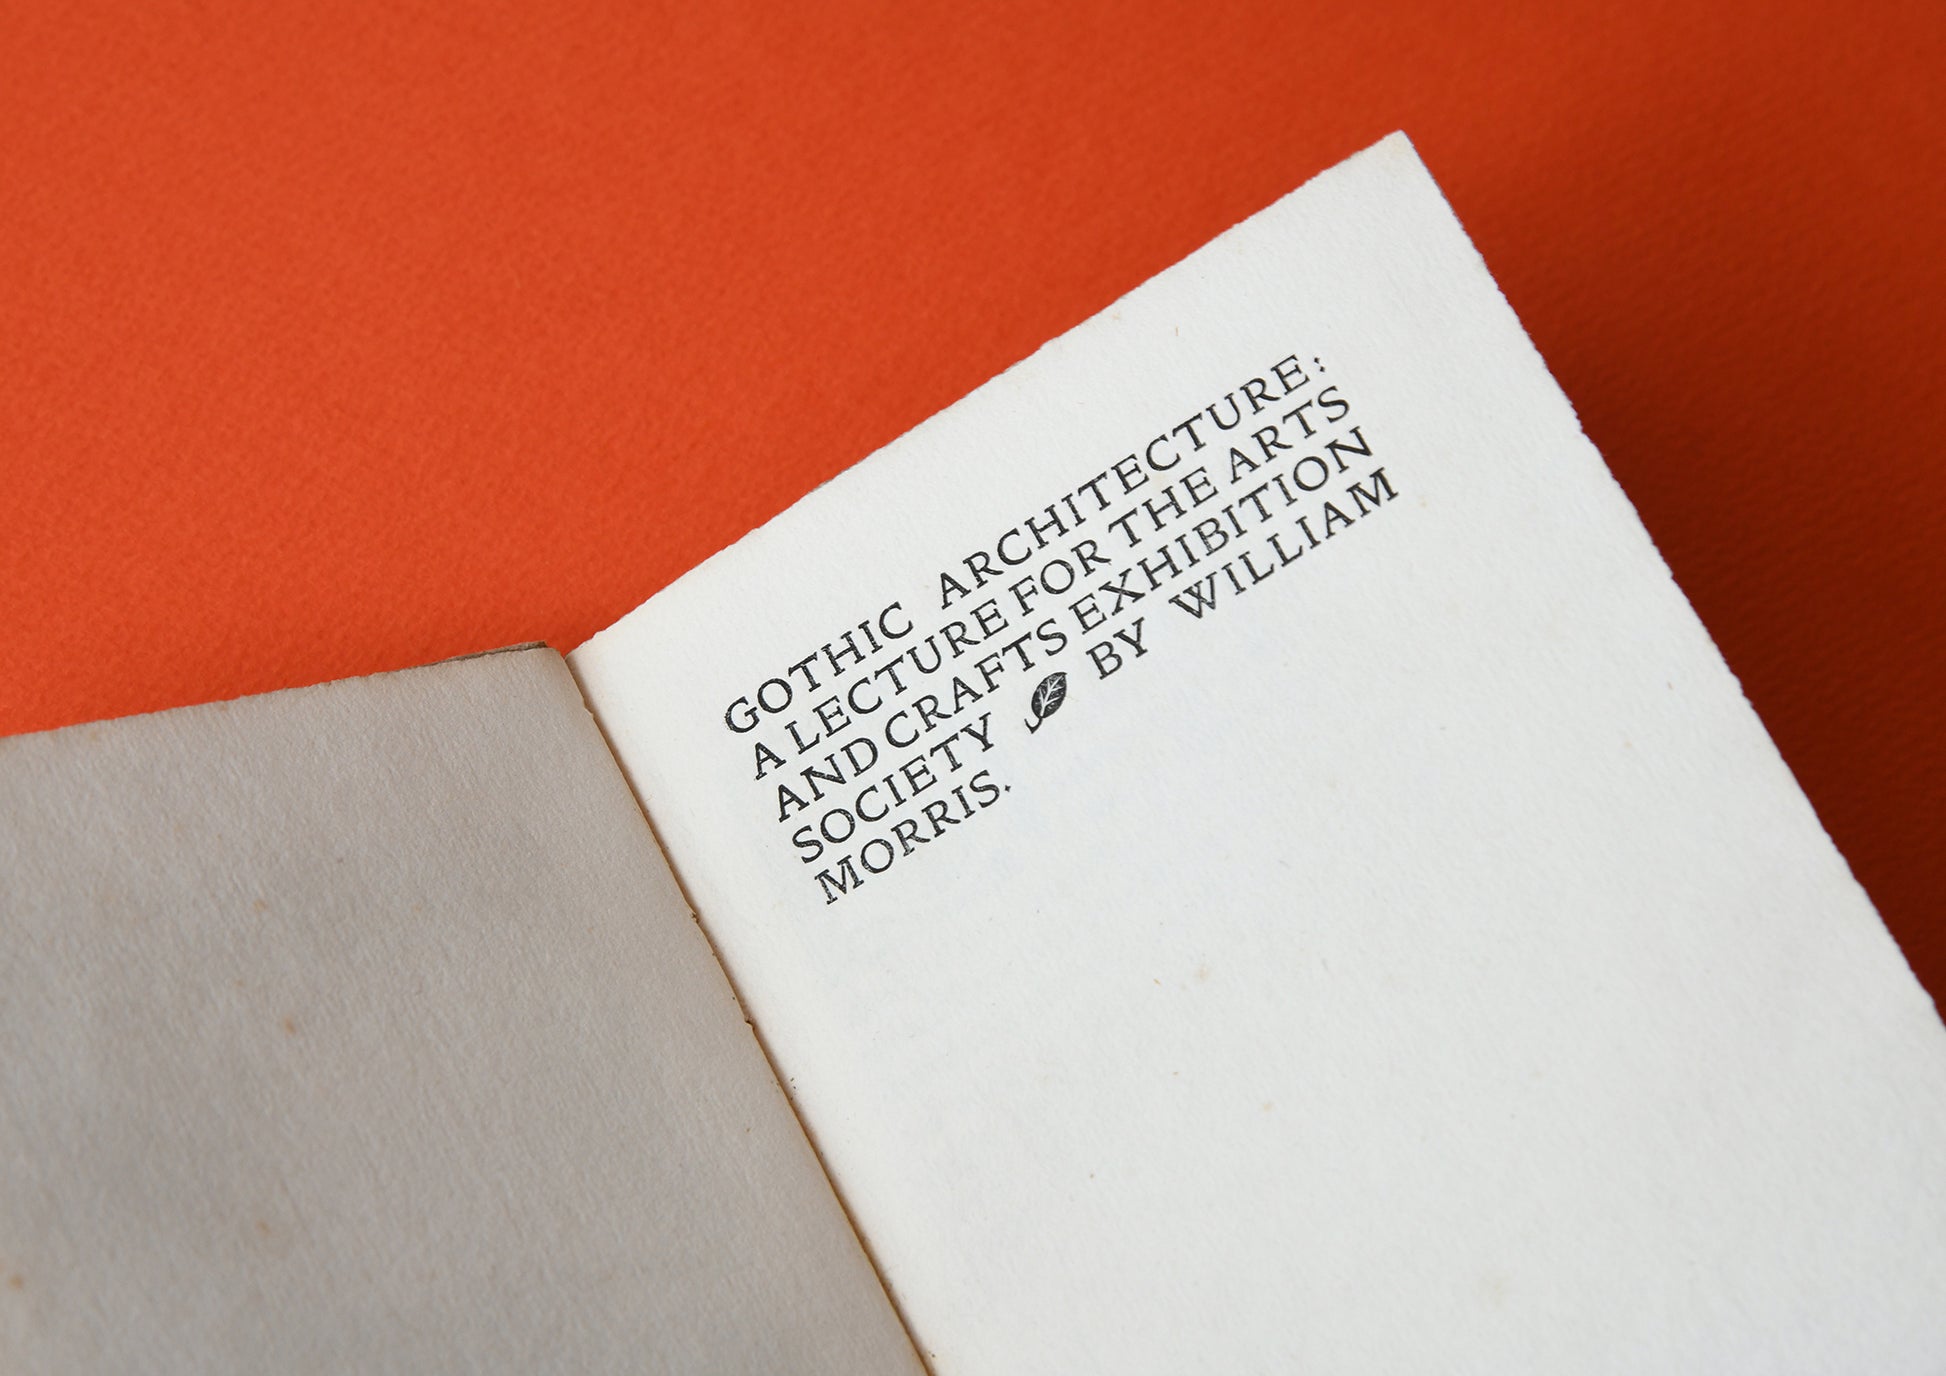 GOTHIC ARCHITECTURE:
A LECTURE FOR THE ARTS
AND CRAFTS EXHIBITION
SOCIETY ❧ BY WILLIAM
MORRIS.